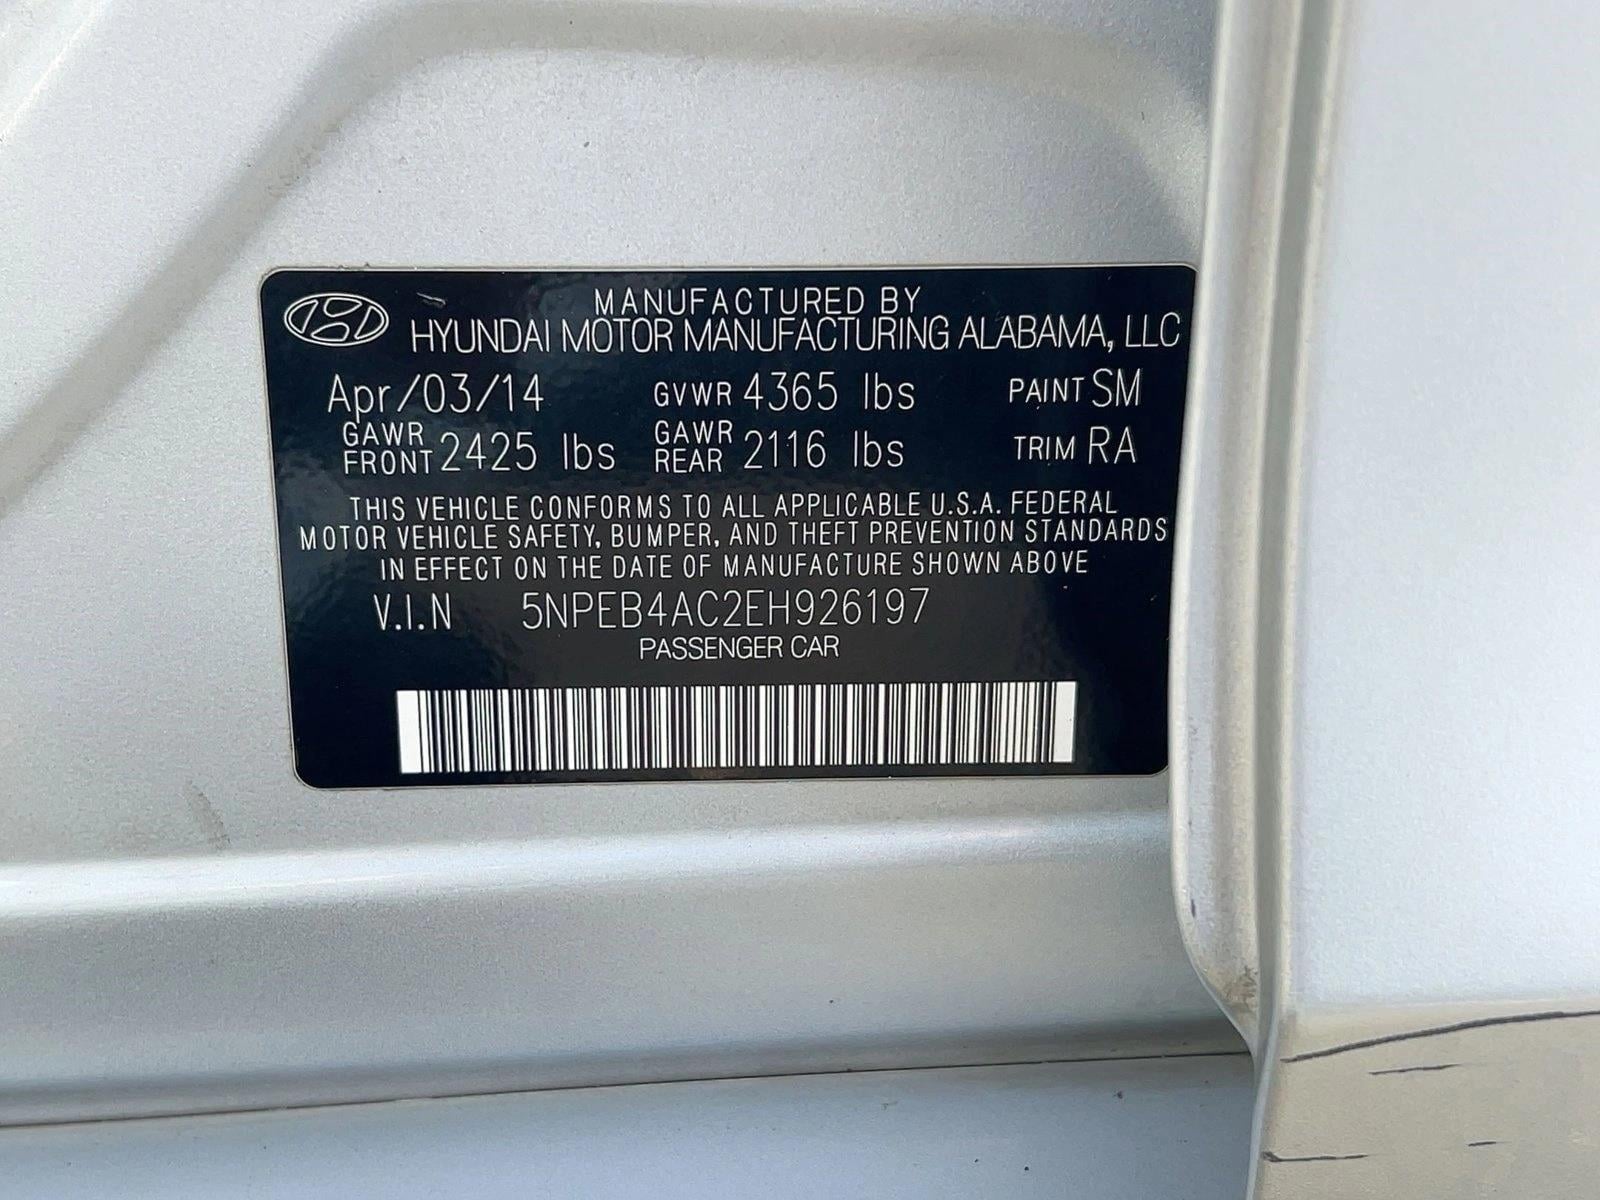 MANUFACTURED BY
HYUNDAI MOTOR MANUFACTURING ALABAMA, LLC
Apr/03/14 GVWR 4365 lbs PAINT SM
GAWR FRONT 2425 lbs GAWR REAR 2116 lbs TRIM RA
THIS VEHICLE CONFORMS TO ALL APPLICABLE U.S.A. FEDERAL
MOTOR VEHICLE SAFETY, BUMPER, AND THEFT PREVENTION STANDARDS
IN EFFECT ON THE DATE OF MANUFACTURE SHOWN ABOVE
V.I.N 5NPEB4AC2EH926197
PASSENGER CAR